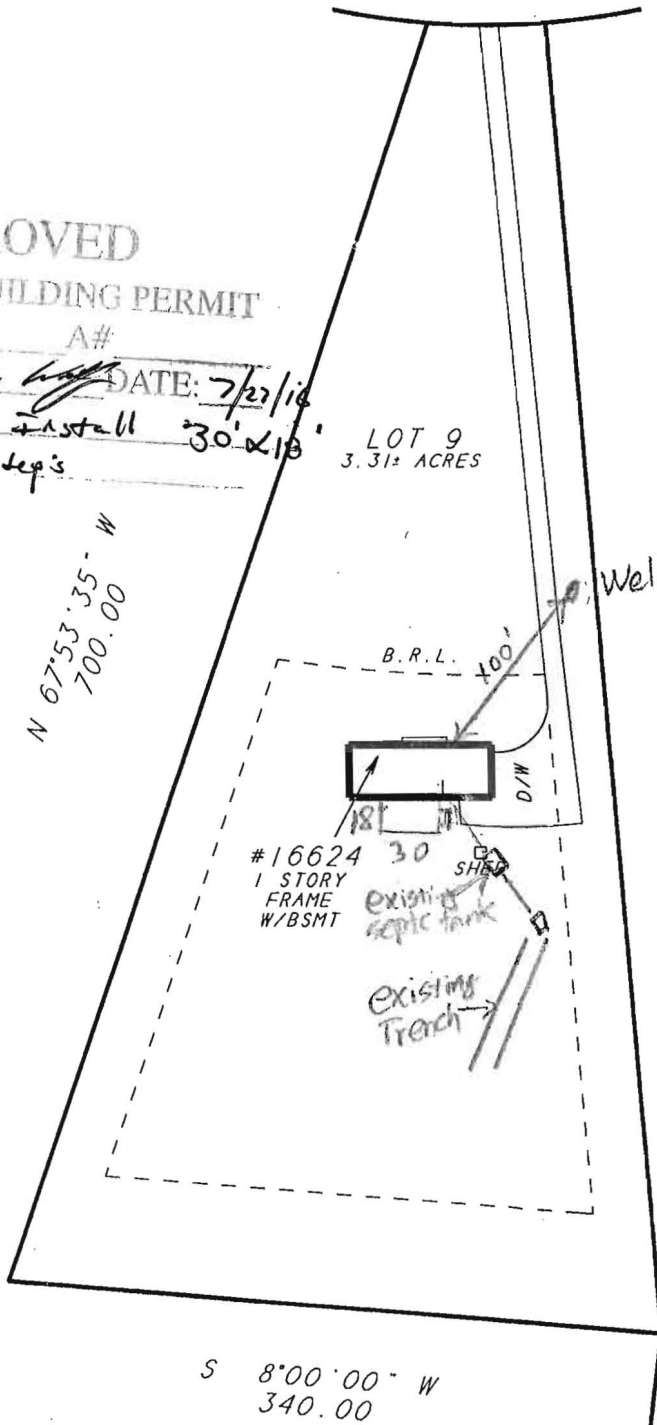 OVED
ILDING PERMIT
A#
DATE: 7/27/16
Install 30' x 18'
LOT 9
3.31± ACRES
N 67°53'35" W
700.00
Wel
B.R.L.
100'
D/W
18
30
#16624
1 STORY
FRAME
W/BSMT
SHED
existing
septic tank
existing
Trench
S 8°00'00" W
340.00